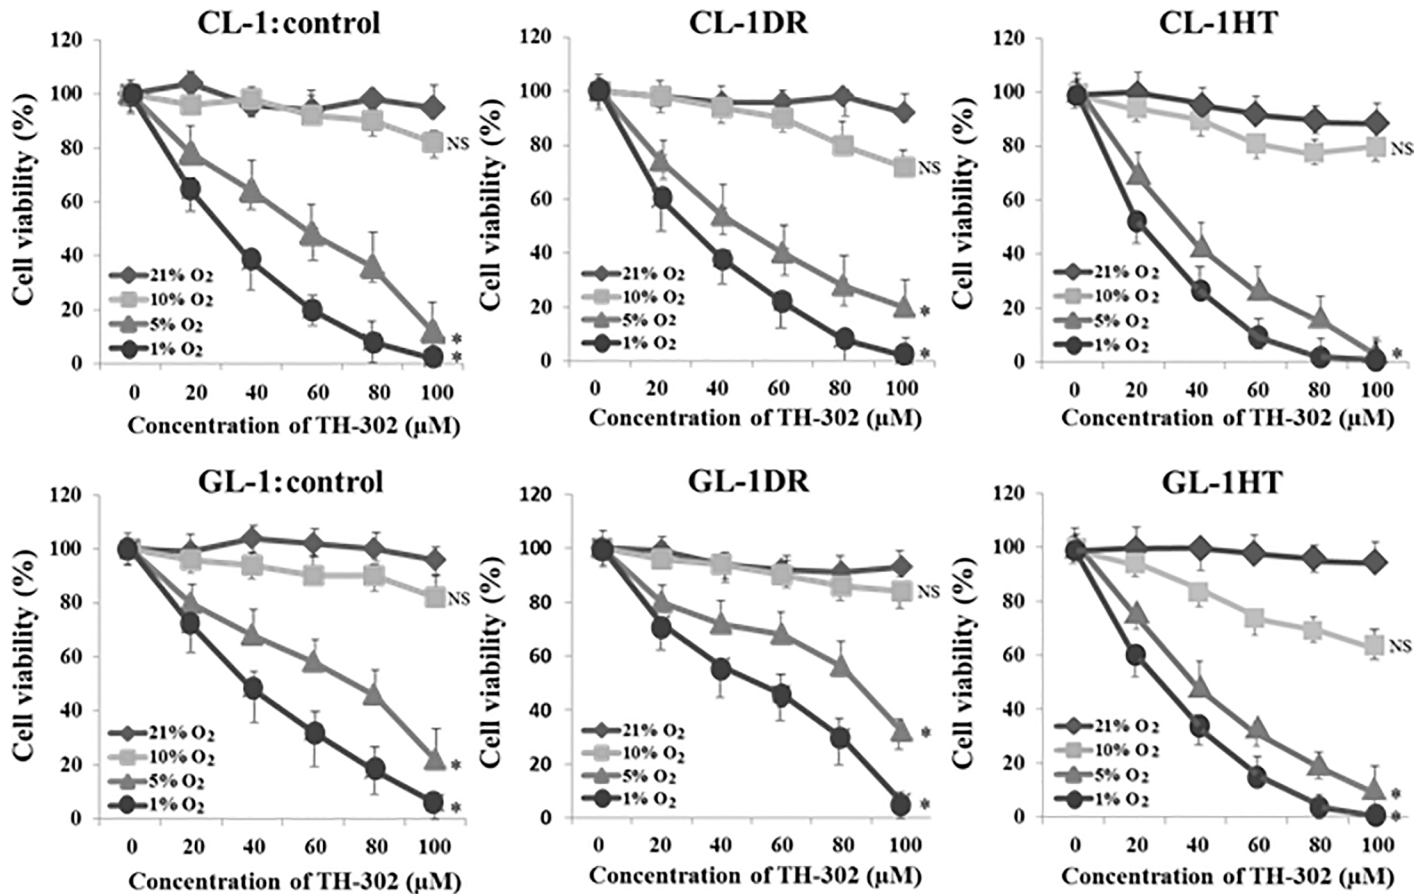 CL-1:control
120
100
80
60
40
20
0
Cell viability (%)
21% O2
10% O2
5% O2
1% O2
NS
*
*
0 20 40 60 80 100
Concentration of TH-302 (μM)
CL-1DR
120
100
80
60
40
20
0
Cell viability (%)
21% O2
10% O2
5% O2
1% O2
NS
*
*
0 20 40 60 80 100
Concentration of TH-302 (μM)
CL-1HT
120
100
80
60
40
20
0
Cell viability (%)
21% O2
10% O2
5% O2
1% O2
NS
*
0 20 40 60 80 100
Concentration of TH-302 (μM)
GL-1:control
120
100
80
60
40
20
0
Cell viability (%)
21% O2
10% O2
5% O2
1% O2
NS
*
*
0 20 40 60 80 100
Concentration of TH-302 (μM)
GL-1DR
120
100
80
60
40
20
0
Cell viability (%)
21% O2
10% O2
5% O2
1% O2
NS
*
*
0 20 40 60 80 100
Concentration of TH-302 (μM)
GL-1HT
120
100
80
60
40
20
0
Cell viability (%)
21% O2
10% O2
5% O2
1% O2
NS
*
*
0 20 40 60 80 100
Concentration of TH-302 (μM)